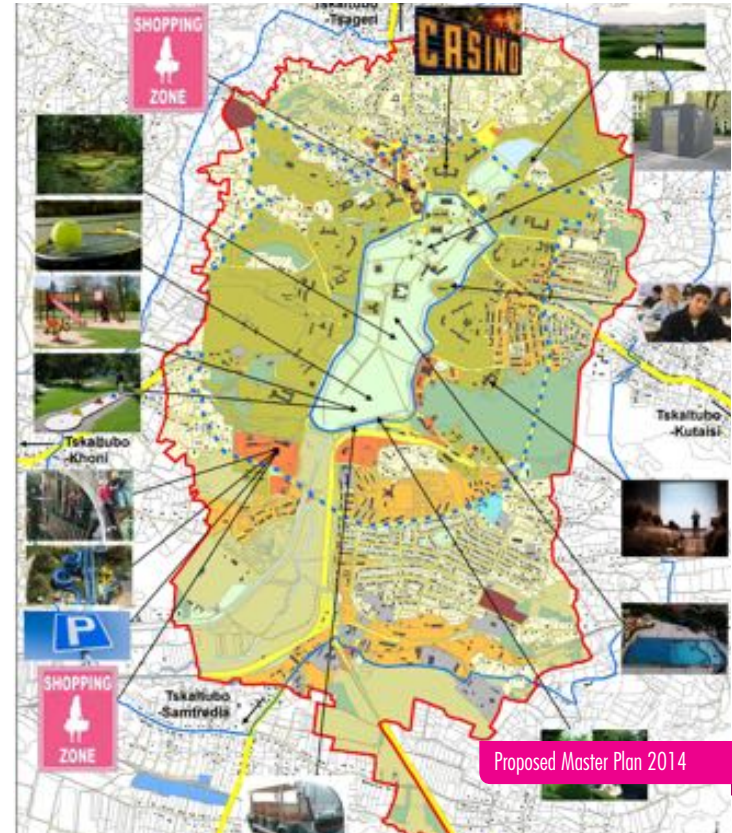 Tskaltubo
-Tsageri
SHOPPING
ZONE
CASINO
Tskaltubo
-Kutaisi
Tskaltubo
-Khoni
P
SHOPPING
ZONE
Tskaltubo
-Samtredia
Proposed Master Plan 2014